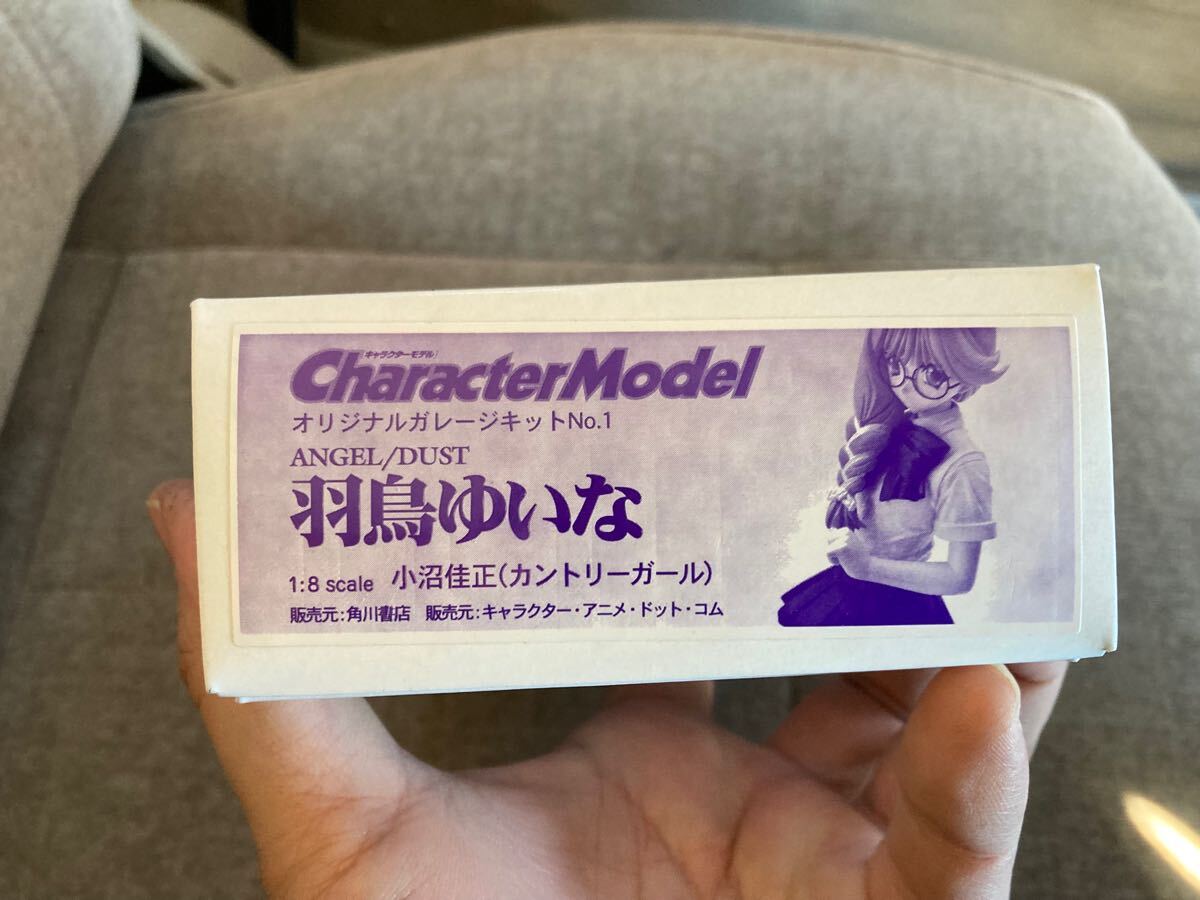 キャラクターモデル
CharacterModel
オリジナルガレージキットNo.1
ANGEL/DUST
羽鳥ゆいな
1:8 scale 小沼佳正(カントリーガール)
販売元:角川書店 販売元:キャラクター・アニメ・ドット・コム